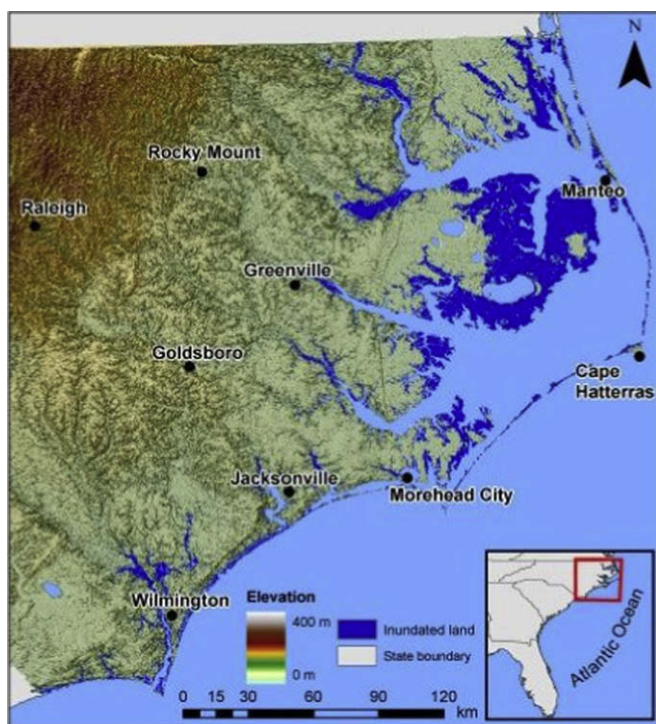 N
Rocky Mount
Manteo
Raleigh
Greenville
Goldsboro
Cape
Hatterras
Jacksonville
Morehead City
Wilmington
Elevation
400 m
0 m
Inundated land
State boundary
0 15 30 60 90 120
km
Atlantic Ocean